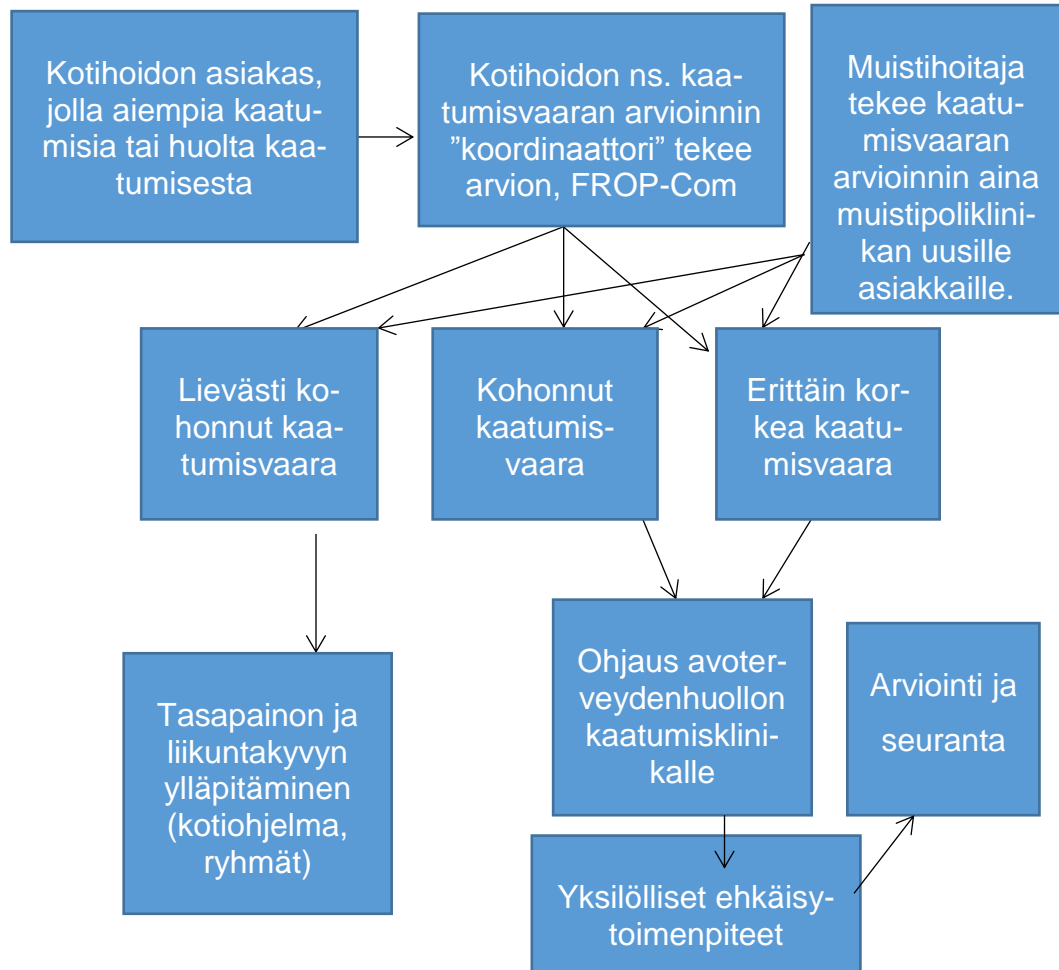 Kotihoidon asiakas,
jolla aiempia kaatu-
misia tai huolta kaa-
tumisesta
Kotihoidon ns. kaa-
tumisvaaran arvioinnin
”koordinaattori” tekee
arvion, FROP-Com
Muistihoitaja
tekee kaatu-
misvaaran
arvioinnin aina
muistipoliklini-
kan uusille
asiakkaille.
Lievästi ko-
honnut kaa-
tumisvaara
Kohonnut
kaatumis-
vaara
Erittäin kor-
kea kaatu-
misvaara
Tasapainon ja
liikuntakyvyn
ylläpitäminen
(kotiohjelma,
ryhmät)
Ohjaus avoter-
veydenhuollon
kaatumisklini-
kalle
Arviointi ja
seuranta
Yksilölliset ehkäisy-
toimenpiteet